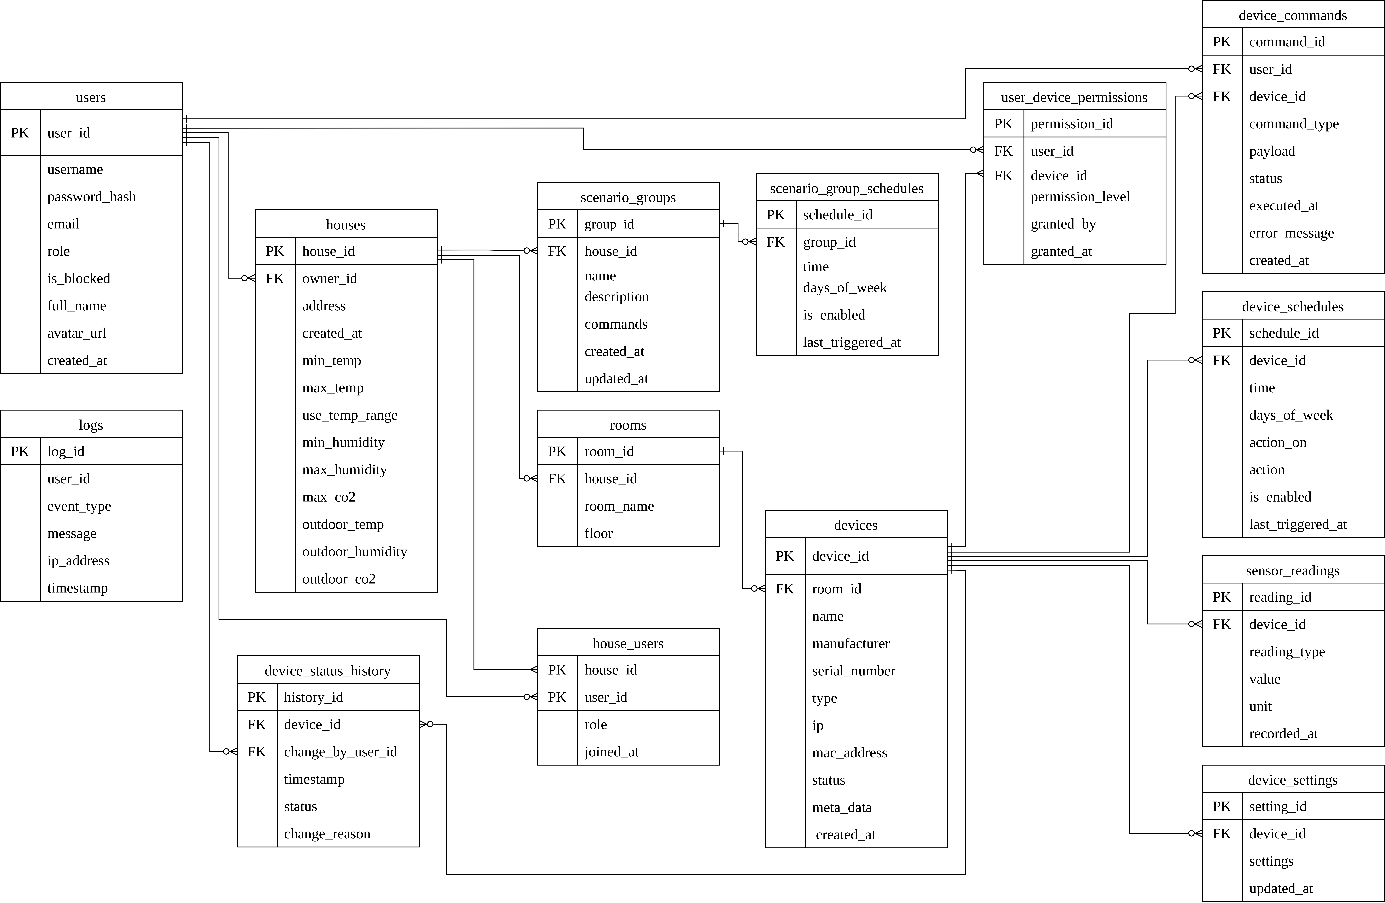 device_commands
PK command_id
FK user_id
FK device_id
command_type
payload
status
executed_at
error_message
created_at
users
PK user_id
username
password_hash
email
role
is_blocked
full_name
avatar_url
created_at
user_device_permissions
PK permission_id
FK user_id
FK device_id
permission_level
granted_by
granted_at
scenario_group_schedules
PK schedule_id
FK group_id
time
days_of_week
is_enabled
last_triggered_at
scenario_groups
PK group_id
FK house_id
name
description
commands
created_at
updated_at
houses
PK house_id
FK owner_id
address
created_at
min_temp
max_temp
use_temp_range
min_humidity
max_humidity
max_co2
outdoor_temp
outdoor_humidity
outdoor_co2
device_schedules
PK schedule_id
FK device_id
time
days_of_week
action_on
action
is_enabled
last_triggered_at
logs
PK log_id
user_id
event_type
message
ip_address
timestamp
rooms
PK room_id
FK house_id
room_name
floor
devices
PK device_id
FK room_id
name
manufacturer
serial_number
type
ip
mac_address
status
meta_data
created_at
sensor_readings
PK reading_id
FK device_id
reading_type
value
unit
recorded_at
house_users
PK house_id
PK user_id
role
joined_at
device_status_history
PK history_id
FK device_id
FK change_by_user_id
timestamp
status
change_reason
device_settings
PK setting_id
FK device_id
settings
updated_at